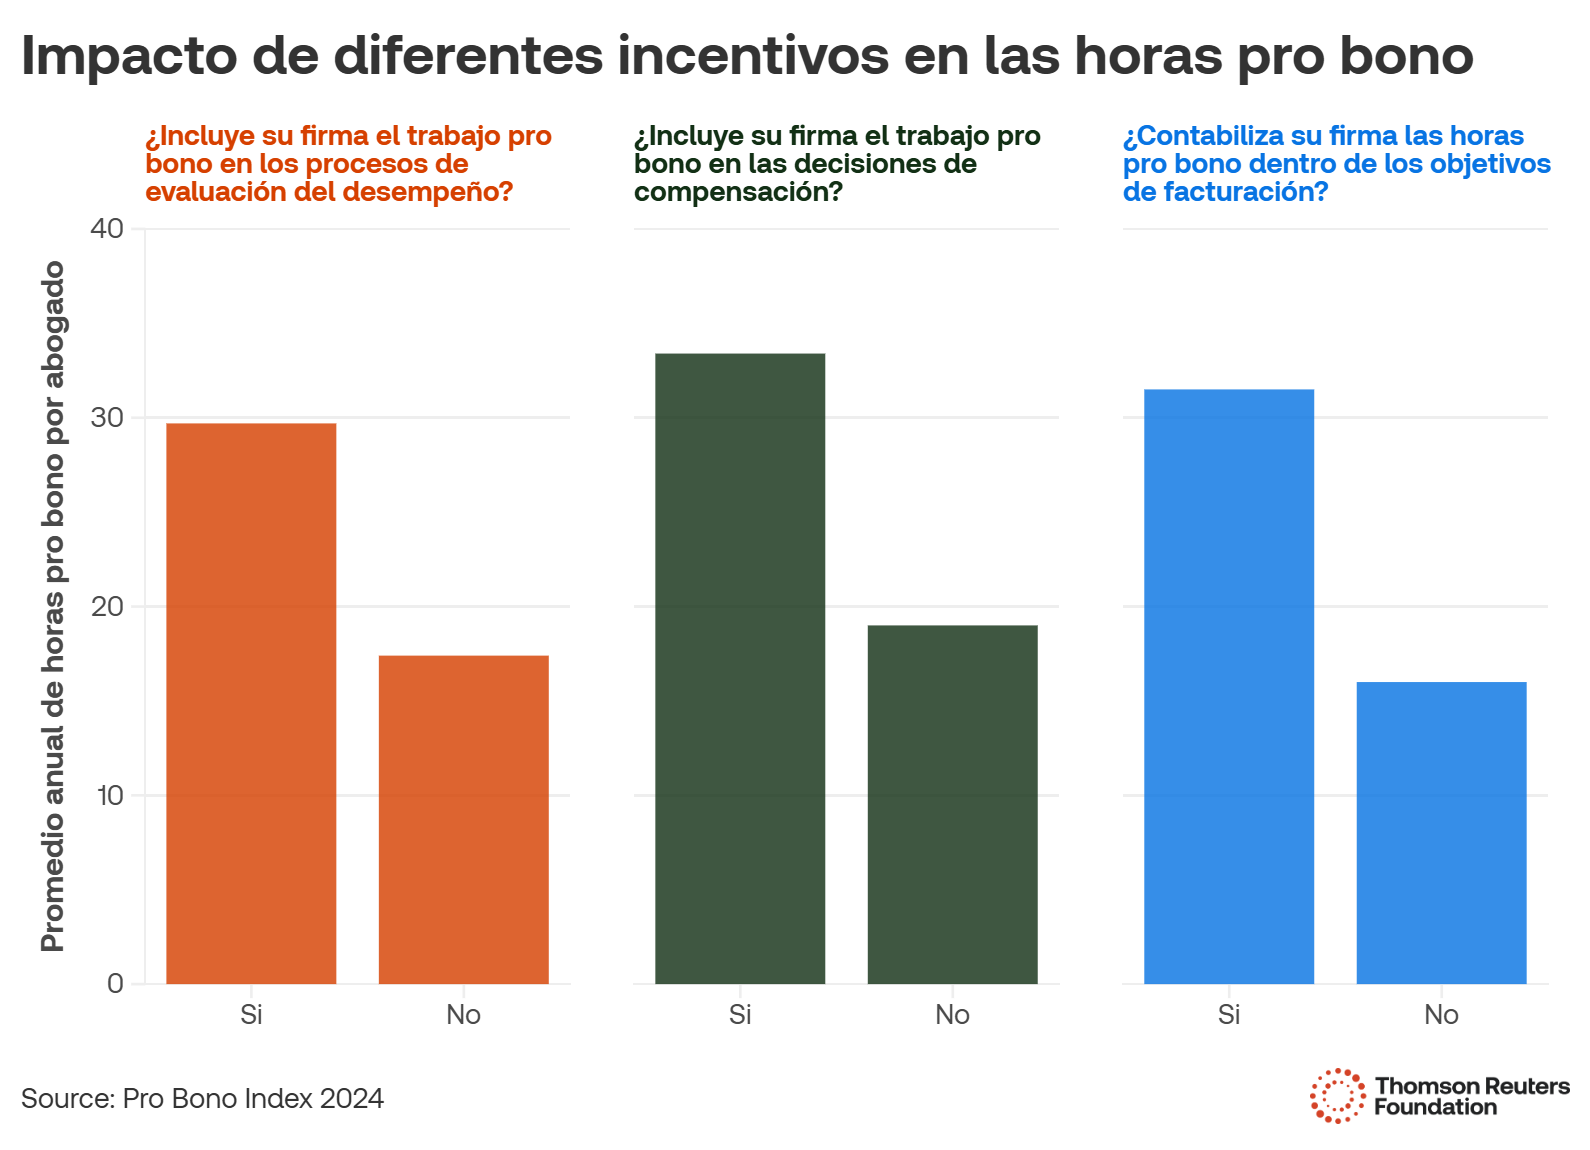 Impacto de diferentes incentivos en las horas pro bono
¿Incluye su firma el trabajo pro
bono en los procesos de
evaluación del desempeño?
¿Incluye su firma el trabajo pro
bono en las decisiones de
compensación?
¿Contabiliza su firma las horas
pro bono dentro de los objetivos
de facturación?
Promedio anual de horas pro bono por abogado
40
30
20
10
0
Si
No
Si
No
Si
No
Source: Pro Bono Index 2024
Thomson Reuters
Foundation